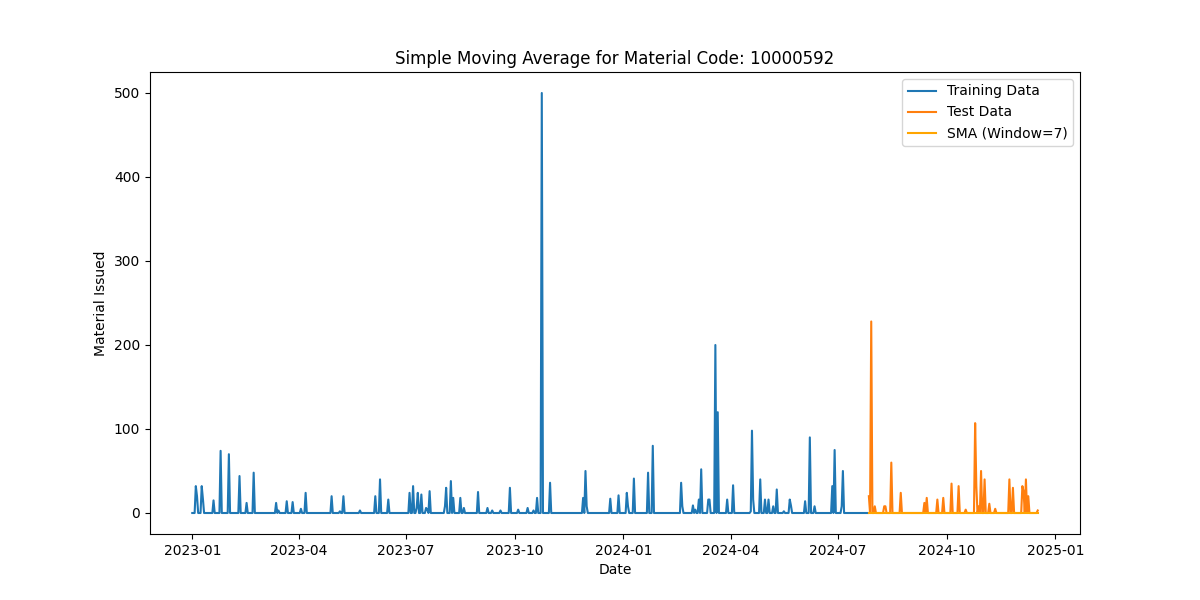 Simple Moving Average for Material Code: 10000592
Training Data
Test Data
SMA (Window=7)
Material Issued
500
400
300
200
100
0
2023-01 2023-04 2023-07 2023-10 2024-01 2024-04 2024-07 2024-10 2025-01
Date